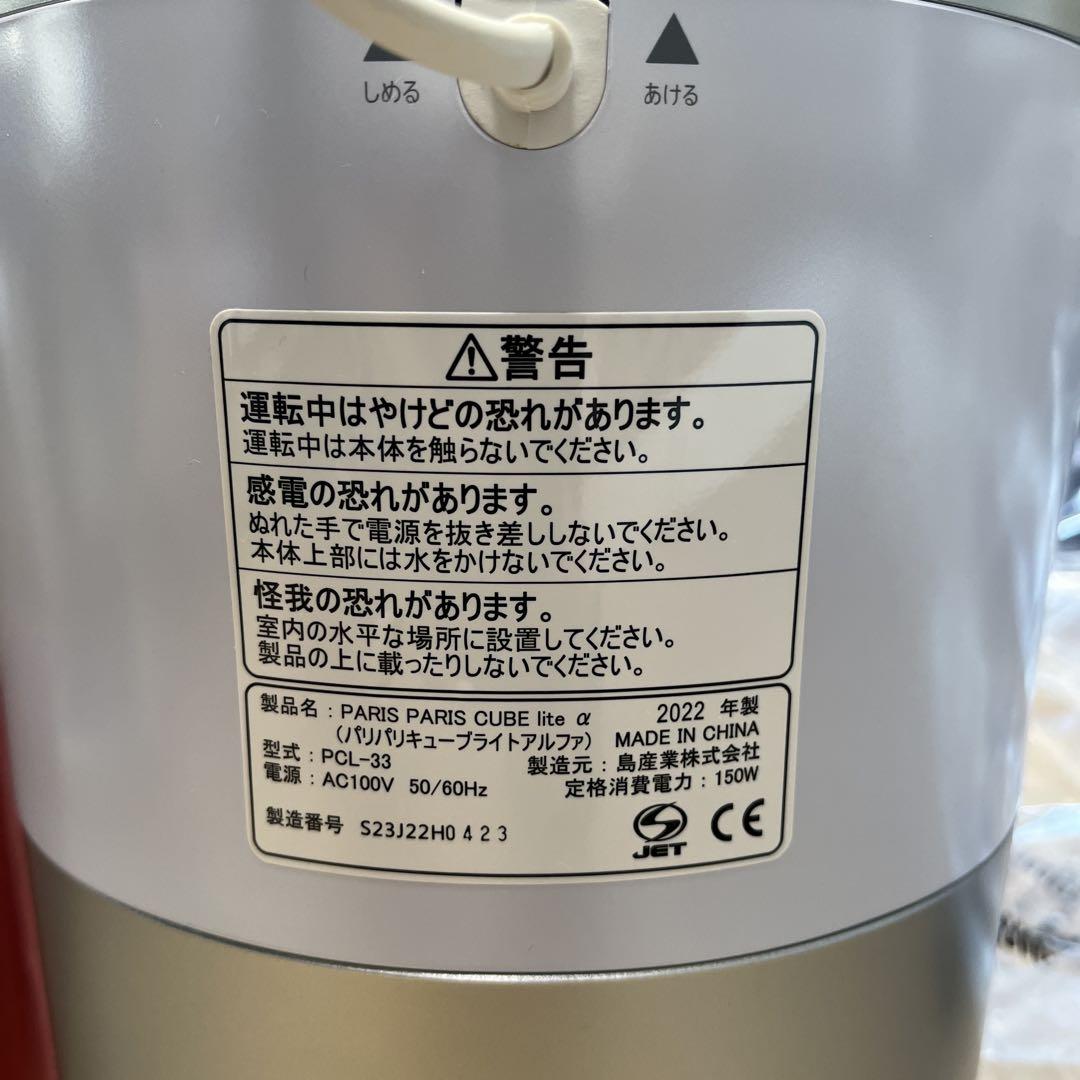 しめる
あける
警告
運転中はやけどの恐れがあります。
運転中は本体を触らないでください。
感電の恐れがあります。
ぬれた手で電源を抜き差ししないでください。
本体上部には水をかけないでください。
怪我の恐れがあります。
室内の水平な場所に設置してください。
製品の上に載ったりしないでください。
製品名：PARIS PARIS CUBE lite α
(パリパリキューブライトアルファ)
型式：PCL-33
電源：AC100V 50/60Hz
2022 年製
MADE IN CHINA
製造元：島産業株式会社
定格消費電力：150W
製造番号 S23J22H0423
JET
CE